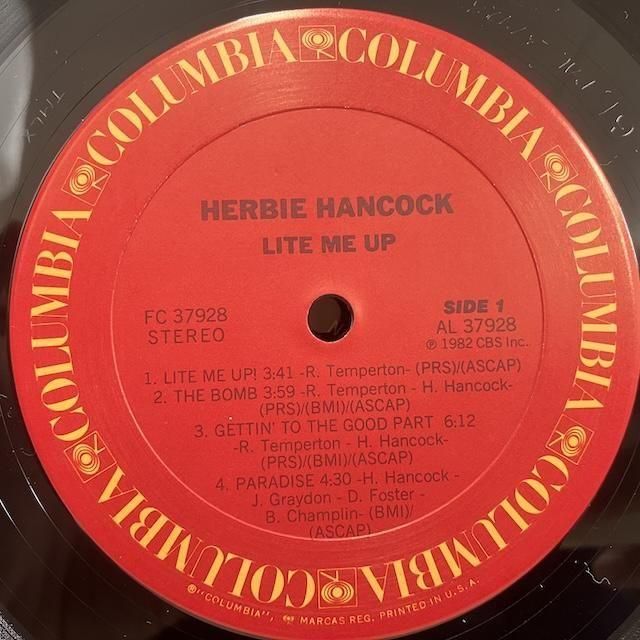 COLUMBIA COLUMBIA COLUMBIA COLUMBIA COLUMBIA COLUMBIA
HERBIE HANCOCK
LITE ME UP
FC 37928
STEREO
SIDE 1
AL 37928
℗ 1982 CBS Inc.
1. LITE ME UP! 3:41 -R. Temperton- (PRS)/(ASCAP)
2. THE BOMB 3:59 -R. Temperton - H. Hancock-
(PRS)/(BMI)/(ASCAP)
3. GETTIN' TO THE GOOD PART 6:12
-R. Temperton - H. Hancock-
(PRS)/(BMI)/(ASCAP)
4. PARADISE 4:30 -H. Hancock -
J. Graydon - D. Foster -
B. Champlin- (BMI)/
(ASCAP)
®"COLUMBIA", MARCAS REG. PRINTED IN U.S.A.